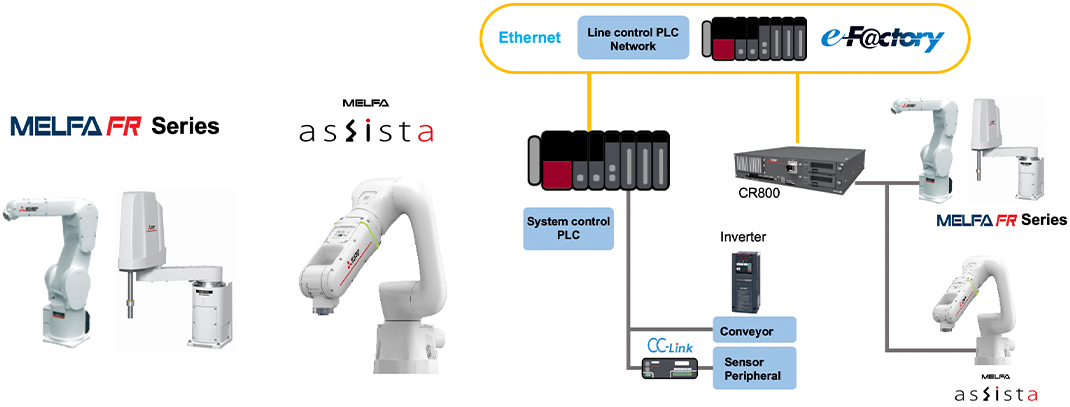 MELFA FR Series
MELFA
assista
Ethernet
Line control PLC
Network
e-F@ctory
System control
PLC
CR800
MELFA FR Series
Inverter
Conveyor
CC-Link
Sensor
Peripheral
MELFA
assista